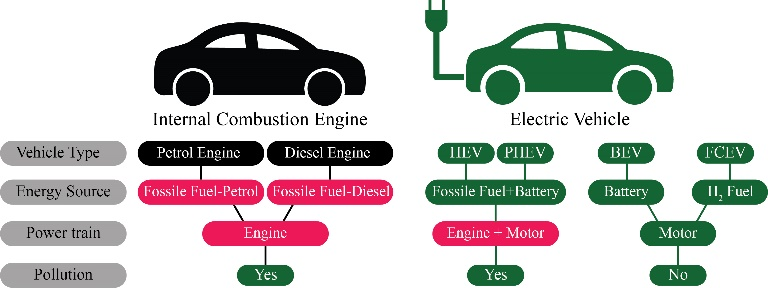 Internal Combustion Engine
Electric Vehicle
Vehicle Type
Petrol Engine
Diesel Engine
HEV
PHEV
BEV
FCEV
Energy Source
Fossile Fuel-Petrol
Fossile Fuel-Diesel
Fossile Fuel+Battery
Battery
H₂ Fuel
Power train
Engine
Engine + Motor
Motor
Pollution
Yes
Yes
No